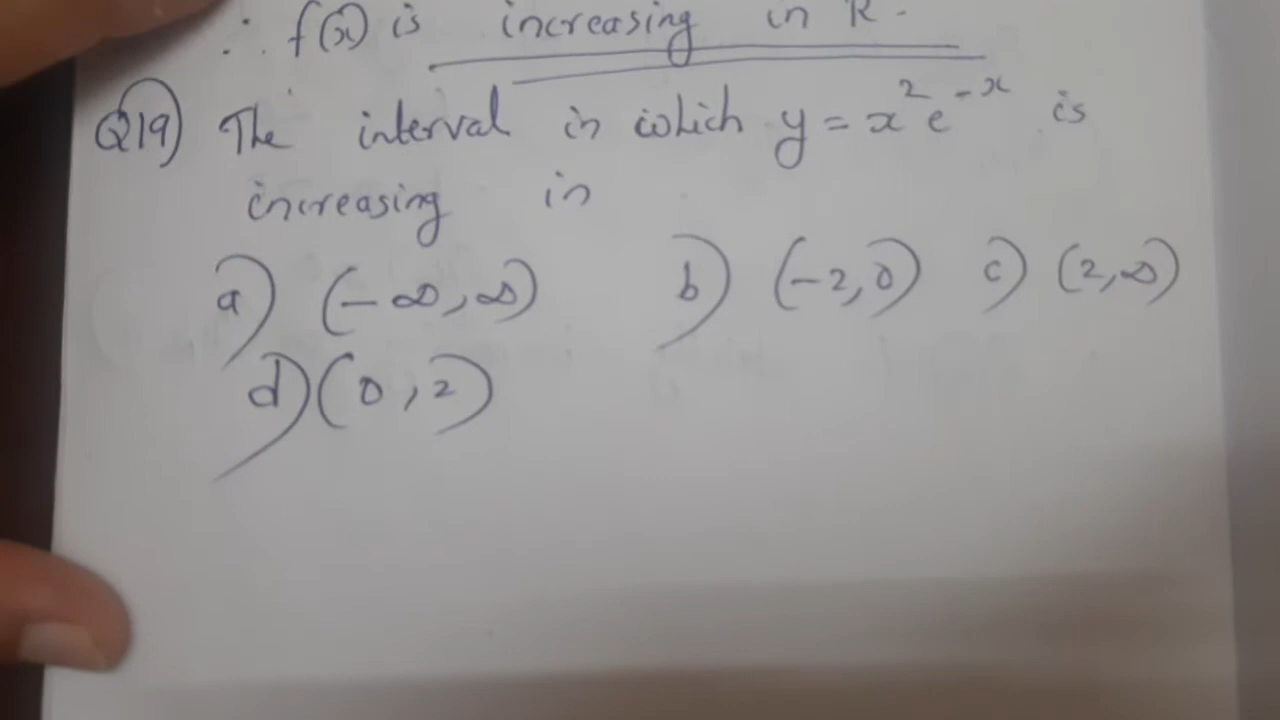 ∴ f(x) is increasing in R.
Q19) The interval in which y = x²e⁻ˣ is
increasing in
a) (-∞,∞) b) (-2,0) c) (2,∞)
d) (0,2)